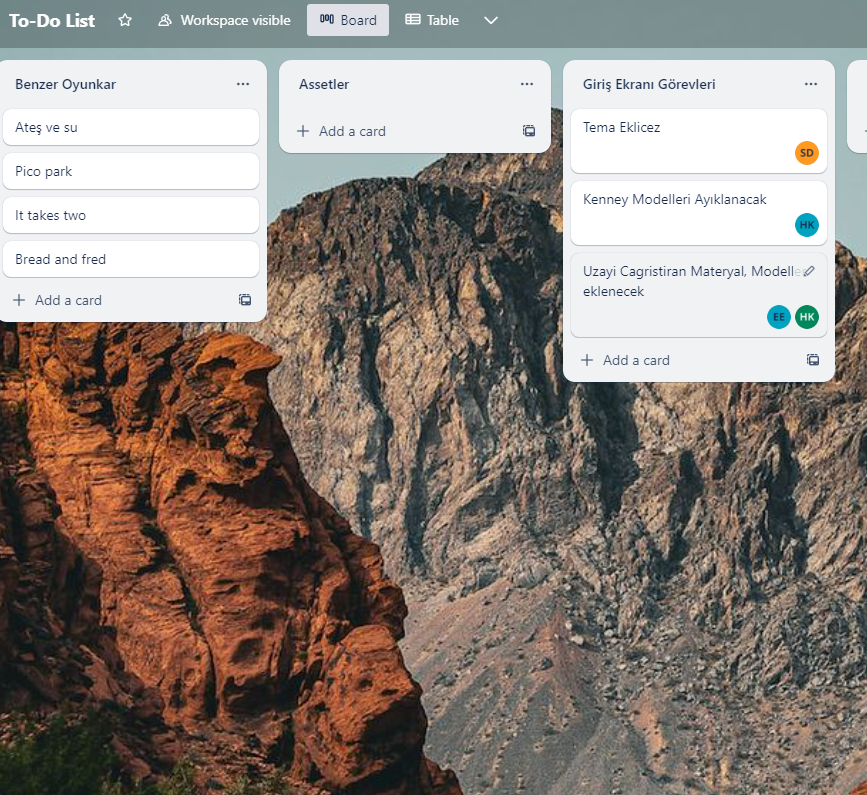 To-Do List
Workspace visible
Board
Table
Benzer Oyunkar
Ateş ve su
Pico park
It takes two
Bread and fred
Add a card
Assetler
Add a card
Giriş Ekranı Görevleri
Tema Eklicez
SD
Kenney Modelleri Ayıklanacak
HK
Uzayi Cagristiran Materyal, Modelle
eklenecek
EE
HK
Add a card